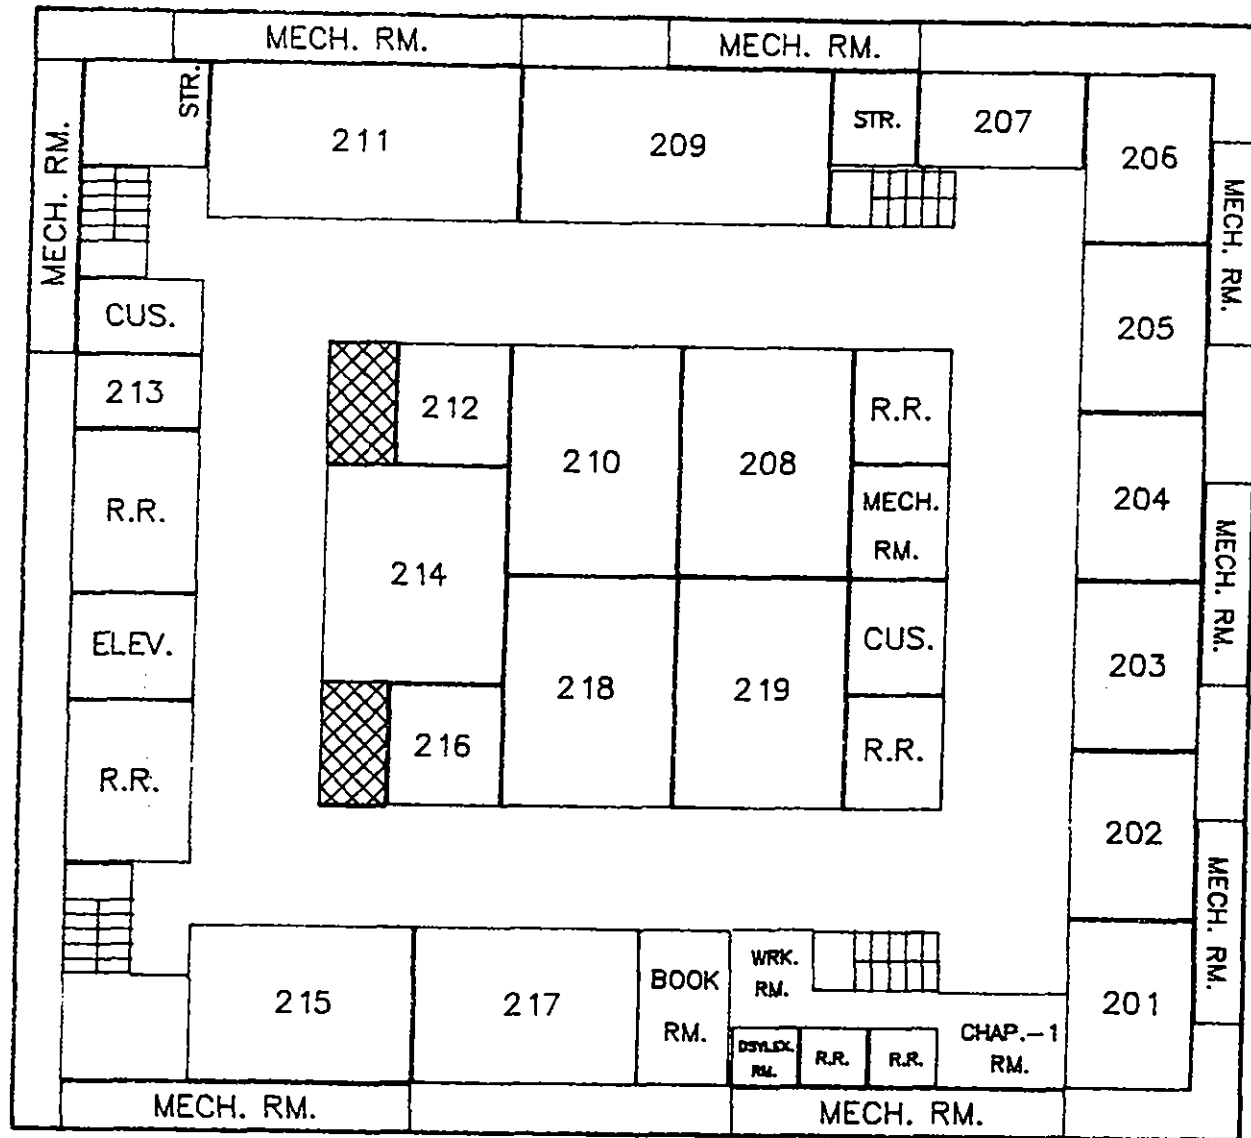 MECH. RM.
MECH. RM.
MECH. RM.
STR.
211
209
STR.
207
206
MECH. RM.
CUS.
205
213
212
210
208
R.R.
R.R.
214
MECH.
RM.
204
MECH. RM.
ELEV.
218
219
CUS.
203
R.R.
216
R.R.
202
MECH. RM.
215
217
BOOK
RM.
WRK.
RM.
DSYLEX.
RM.
R.R.
R.R.
CHAP.-1
RM.
201
MECH. RM.
MECH. RM.